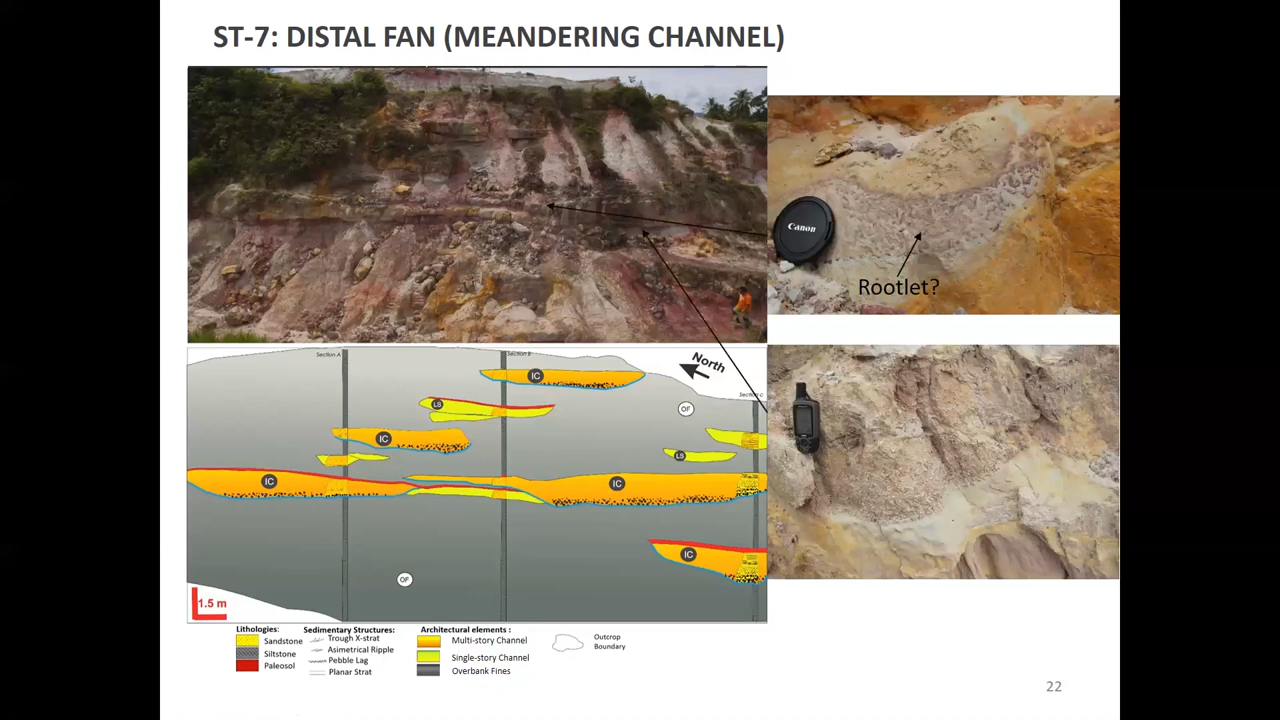 ST-7: DISTAL FAN (MEANDERING CHANNEL)
Canon
Rootlet?
Section A
Section B
North
Section C
IC
LS
OF
IC
LS
IC
IC
IC
OF
1.5 m
Lithologies:
Sandstone
Siltstone
Paleosol
Sedimentary Structures:
Trough X-strat
Asimetrical Ripple
Pebble Lag
Planar Strat
Architectural elements :
Multi-story Channel
Single-story Channel
Overbank Fines
Outcrop
Boundary
22